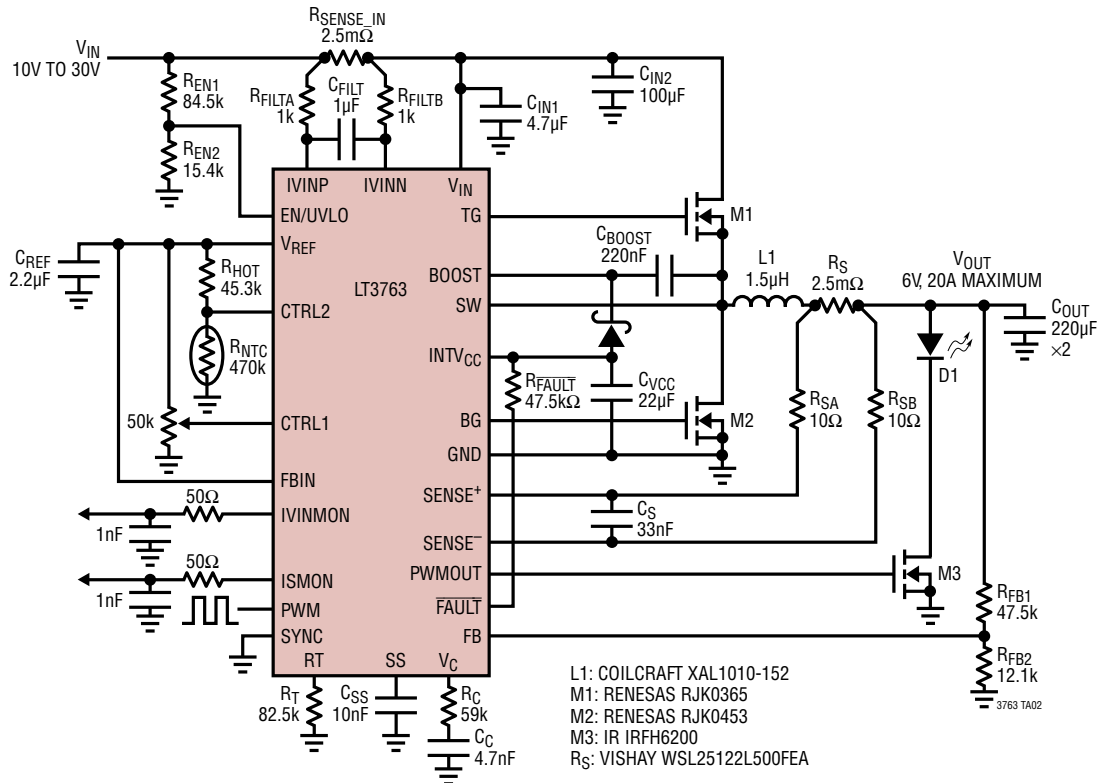 RSENSE_IN
2.5mΩ
VIN
10V TO 30V
REN1
84.5k
RFILTA
1k
CFILT
1µF
RFILTB
1k
CIN1
4.7µF
CIN2
100µF
REN2
15.4k
IVINP
IVINN
VIN
EN/UVLO
TG
M1
CREF
2.2µF
VREF
RHOT
45.3k
LT3763
BOOST
CBOOST
220nF
L1
1.5µH
RS
2.5mΩ
VOUT
6V, 20A MAXIMUM
CTRL2
SW
COUT
220µF
×2
RNTC
470k
INTVCC
D1
RFAULT
47.5kΩ
CVCC
22µF
RSA
10Ω
RSB
10Ω
50k
CTRL1
BG
M2
GND
FBIN
SENSE+
50Ω
IVINMON
1nF
CS
33nF
SENSE–
50Ω
ISMON
PWMOUT
M3
1nF
PWM
FAULT
RFB1
47.5k
SYNC
FB
RT
SS
VC
RFB2
12.1k
RT
82.5k
CSS
10nF
RC
59k
CC
4.7nF
L1: COILCRAFT XAL1010-152
M1: RENESAS RJK0365
M2: RENESAS RJK0453
M3: IR IRFH6200
RS: VISHAY WSL25122L500FEA
3763 TA02